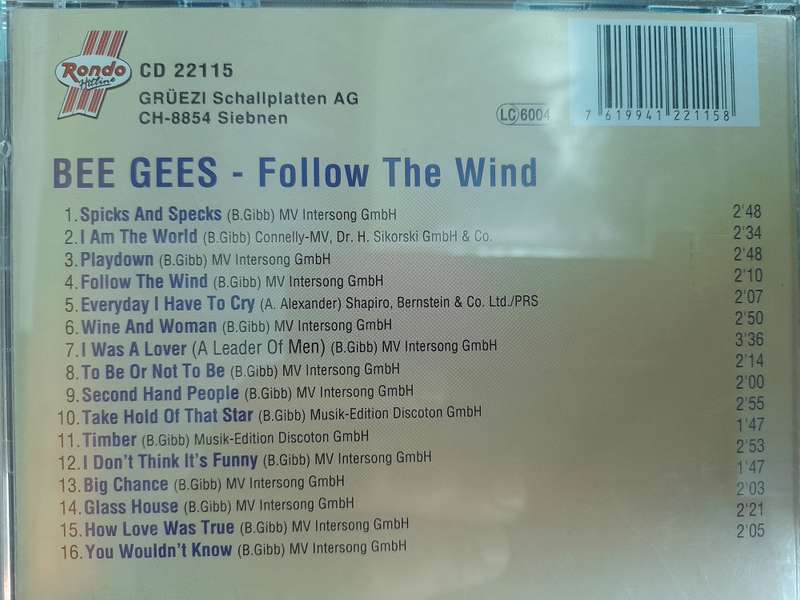 Rondo
Hitline
CD 22115
GRÜEZI Schallplatten AG
CH-8854 Siebnen
LC 6004
7 619941 221158
BEE GEES - Follow The Wind
1. Spicks And Specks (B.Gibb) MV Intersong GmbH 2'48
2. I Am The World (B.Gibb) Connelly-MV, Dr. H. Sikorski GmbH & Co. 2'34
3. Playdown (B.Gibb) MV Intersong GmbH 2'48
4. Follow The Wind (B.Gibb) MV Intersong GmbH 2'10
5. Everyday I Have To Cry (A. Alexander) Shapiro, Bernstein & Co. Ltd./PRS 2'07
6. Wine And Woman (B.Gibb) MV Intersong GmbH 2'50
7. I Was A Lover (A Leader Of Men) (B.Gibb) MV Intersong GmbH 3'36
8. To Be Or Not To Be (B.Gibb) MV Intersong GmbH 2'14
9. Second Hand People (B.Gibb) MV Intersong GmbH 2'00
10. Take Hold Of That Star (B.Gibb) Musik-Edition Discoton GmbH 2'55
11. Timber (B.Gibb) Musik-Edition Discoton GmbH 1'47
12. I Don't Think It's Funny (B.Gibb) MV Intersong GmbH 2'53
13. Big Chance (B.Gibb) MV Intersong GmbH 1'47
14. Glass House (B.Gibb) MV Intersong GmbH 2'03
15. How Love Was True (B.Gibb) MV Intersong GmbH 2'21
16. You Wouldn't Know (B.Gibb) MV Intersong GmbH 2'05